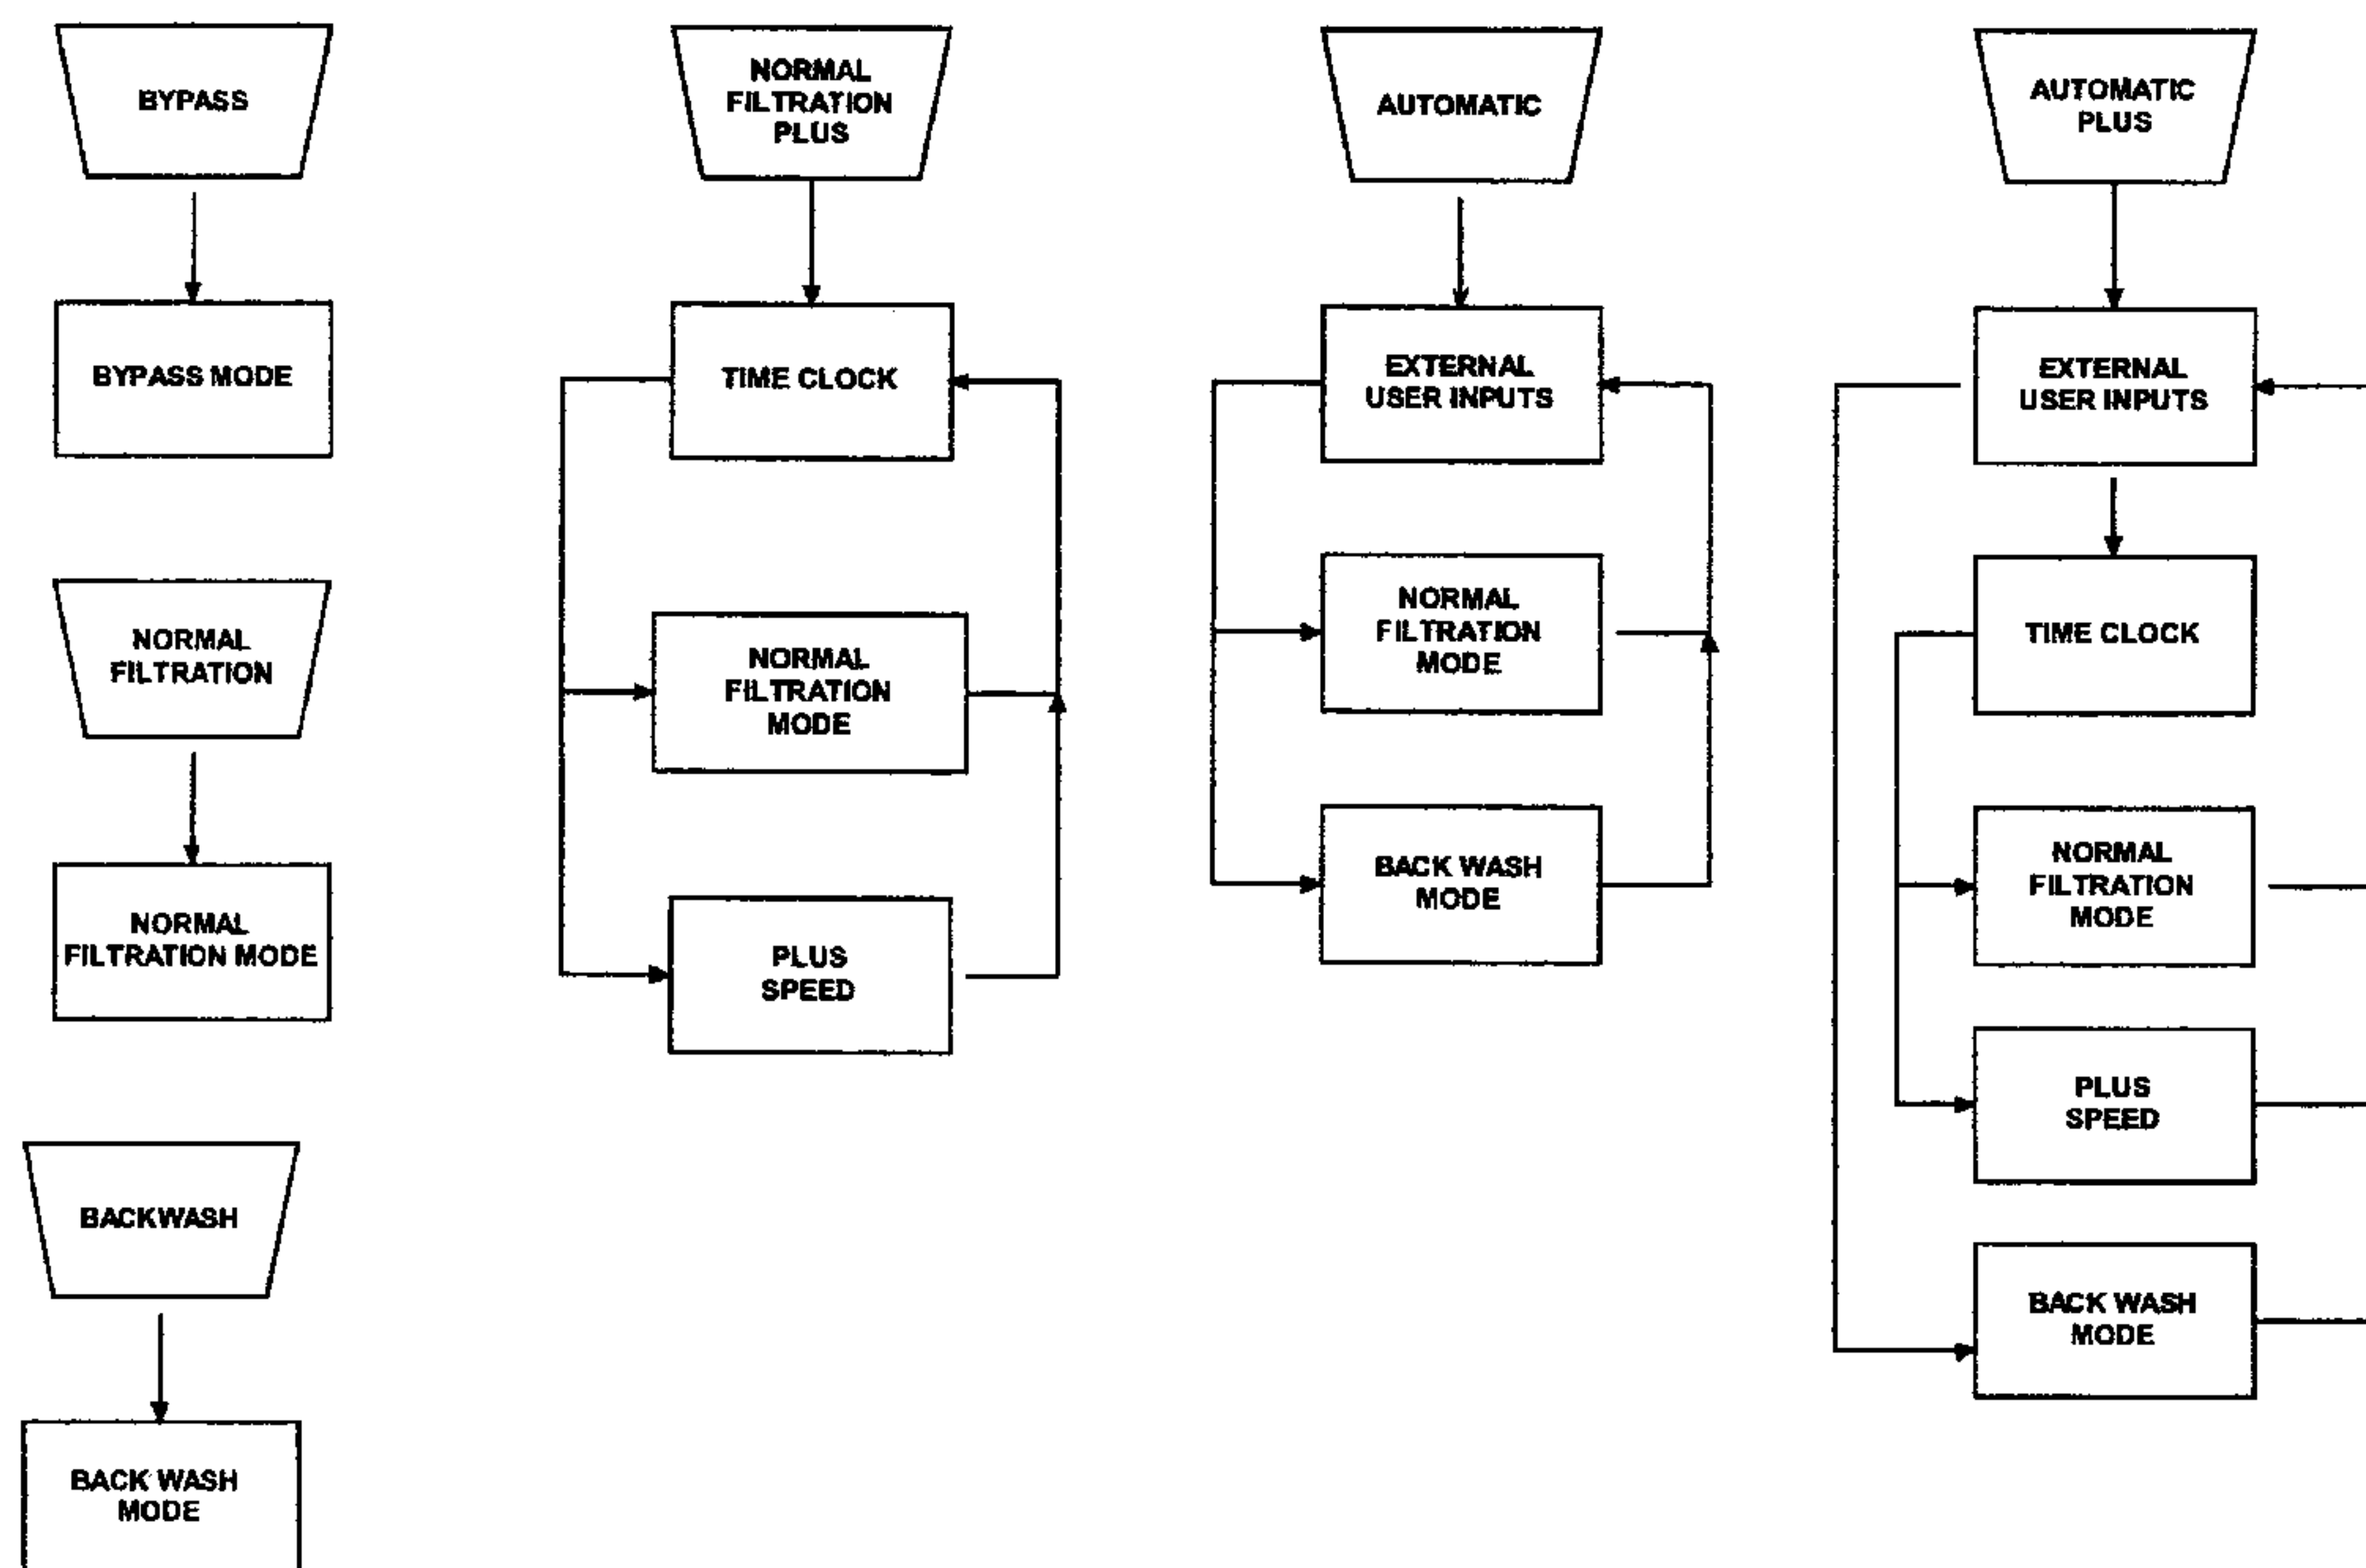 BYPASS
BYPASS MODE
NORMAL
FILTRATION
NORMAL
FILTRATION MODE
BACKWASH
BACK WASH
MODE
NORMAL
FILTRATION
PLUS
TIME CLOCK
NORMAL
FILTRATION
MODE
PLUS
SPEED
AUTOMATIC
EXTERNAL
USER INPUTS
NORMAL
FILTRATION
MODE
BACK WASH
MODE
AUTOMATIC
PLUS
EXTERNAL
USER INPUTS
TIME CLOCK
NORMAL
FILTRATION
MODE
PLUS
SPEED
BACK WASH
MODE